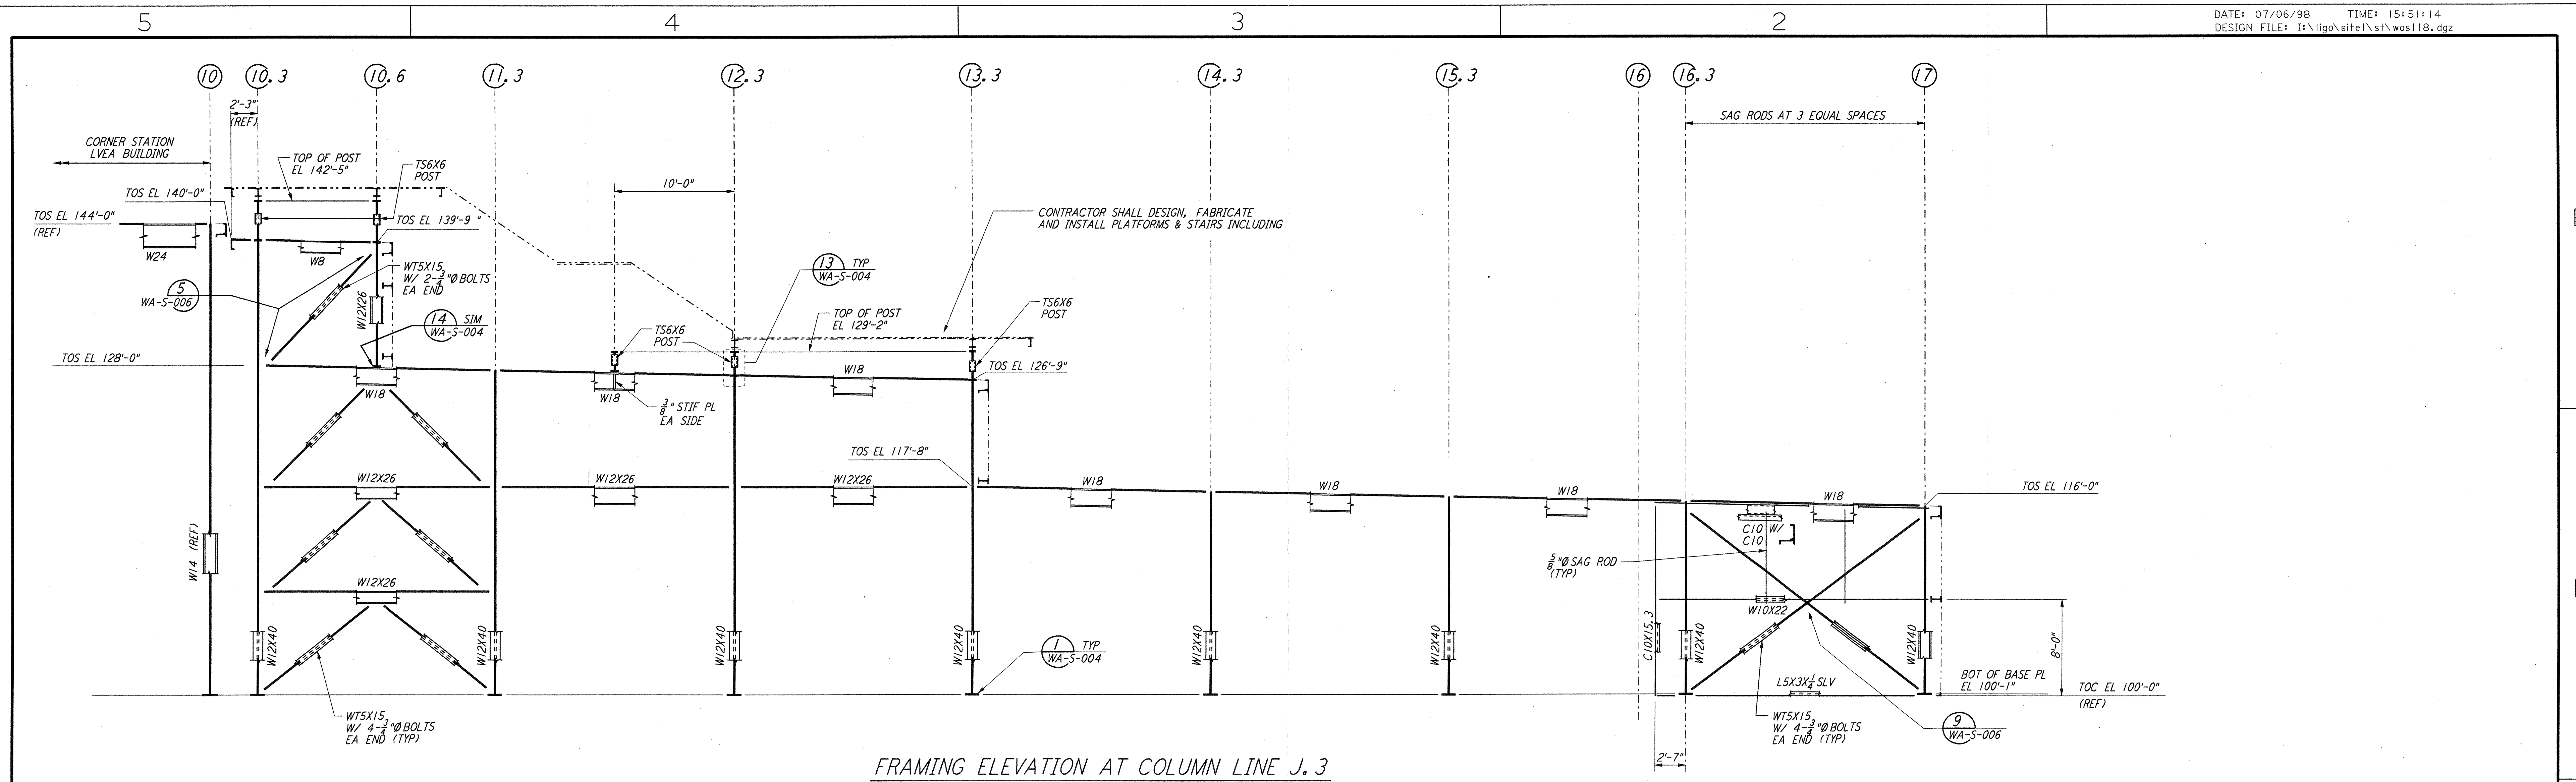 5
4
3
2
DATE: 07/06/98 TIME: 15:51:14
DESIGN FILE: I:\ligo\site1\st\was118.dgz
10
10.3
10.6
11.3
12.3
13.3
14.3
15.3
16
16.3
17
2'-3"
(REF)
SAG RODS AT 3 EQUAL SPACES
CORNER STATION
LVEA BUILDING
TOP OF POST
EL 142'-5"
TS6X6
POST
10'-0"
TOS EL 140'-0"
TOS EL 144'-0"
(REF)
TOS EL 139'-9 "
CONTRACTOR SHALL DESIGN, FABRICATE
AND INSTALL PLATFORMS & STAIRS INCLUDING
W24
W8
WT5X15
W/ 2-3/4"Ø BOLTS
EA END
13 TYP
WA-S-004
5
WA-S-006
W12X26
14 SIM
WA-S-004
TS6X6
POST
TOP OF POST
EL 129'-2"
TS6X6
POST
TOS EL 128'-0"
TOS EL 126'-9"
W18
W18
W18
3/8" STIF PL
EA SIDE
TOS EL 117'-8"
W12X26
W12X26
W12X26
W18
W18
W18
W18
TOS EL 116'-0"
C10 W/
C10
W14 (REF)
5/8"Ø SAG ROD
(TYP)
W12X26
W10X22
8'-0"
W12X40
W12X40
W12X40
W12X40
W12X40
W12X40
C10X15.3
W12X40
W12X40
1 TYP
WA-S-004
L5X3X1/4 SLV
BOT OF BASE PL
EL 100'-1"
TOC EL 100'-0"
(REF)
WT5X15
W/ 4-3/4"Ø BOLTS
EA END (TYP)
WT5X15
W/ 4-3/4"Ø BOLTS
EA END (TYP)
9
WA-S-006
2'-7"
FRAMING ELEVATION AT COLUMN LINE J.3